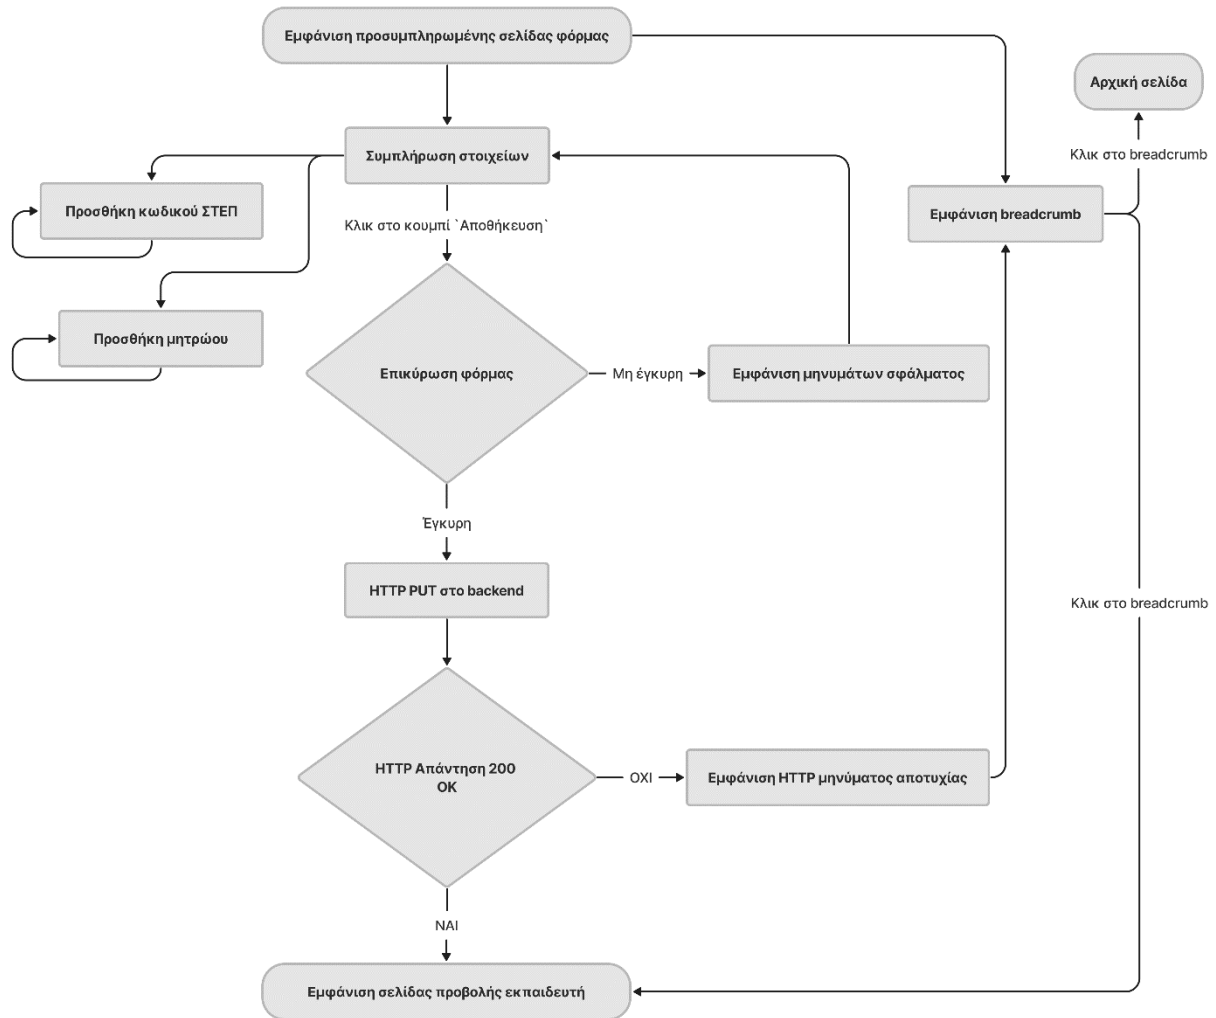 Εμφάνιση προσυμπληρωμένης σελίδας φόρμας
Αρχική σελίδα
Κλικ στο breadcrumb
Συμπλήρωση στοιχείων
Προσθήκη κωδικού ΣΤΕΠ
Εμφάνιση breadcrumb
Κλικ στο κουμπί `Αποθήκευση`
Προσθήκη μητρώου
Επικύρωση φόρμας
Μη έγκυρη
Εμφάνιση μηνυμάτων σφάλματος
Έγκυρη
HTTP PUT στο backend
Κλικ στο breadcrumb
HTTP Απάντηση 200
OK
ΟΧΙ
Εμφάνιση HTTP μηνύματος αποτυχίας
ΝΑΙ
Εμφάνιση σελίδας προβολής εκπαιδευτή